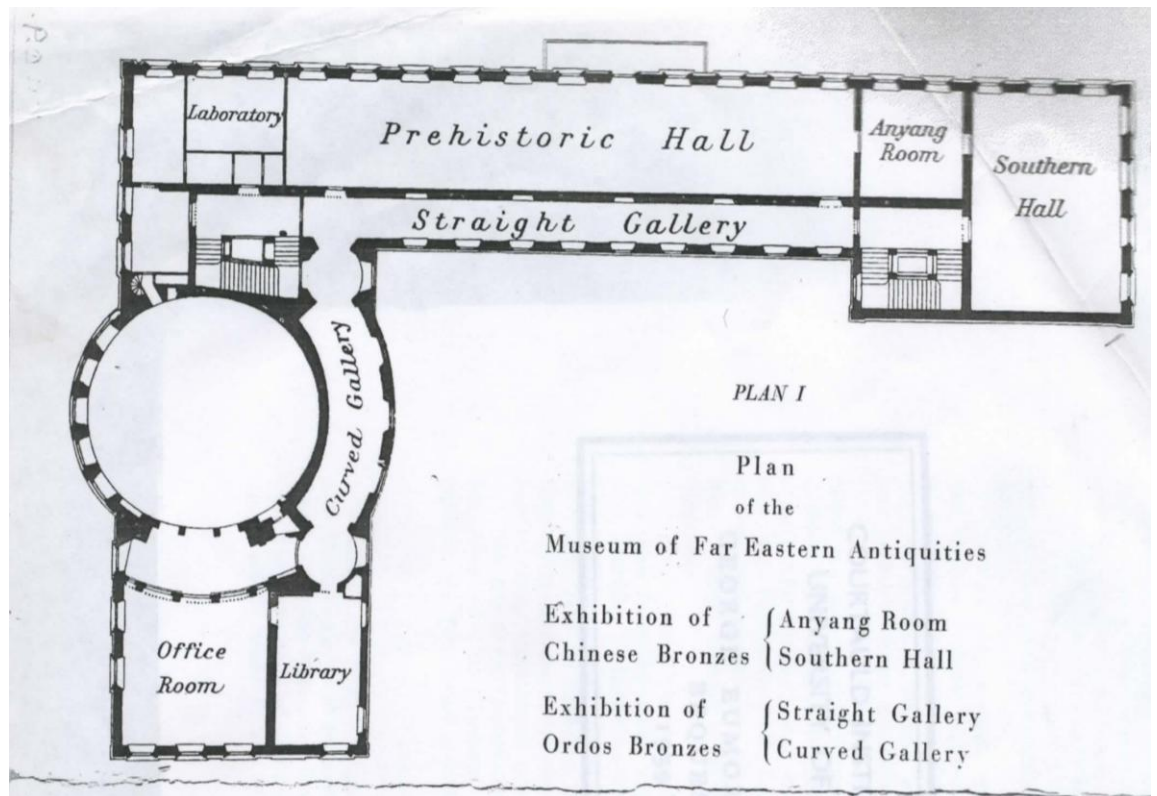 Laboratory
Prehistoric Hall
Anyang
Room
Southern
Hall
Straight Gallery
Curved Gallery
Office
Room
Library
PLAN I
Plan
of the
Museum of Far Eastern Antiquities
Exhibition of
Chinese Bronzes
Anyang Room
Southern Hall
Exhibition of
Ordos Bronzes
Straight Gallery
Curved Gallery